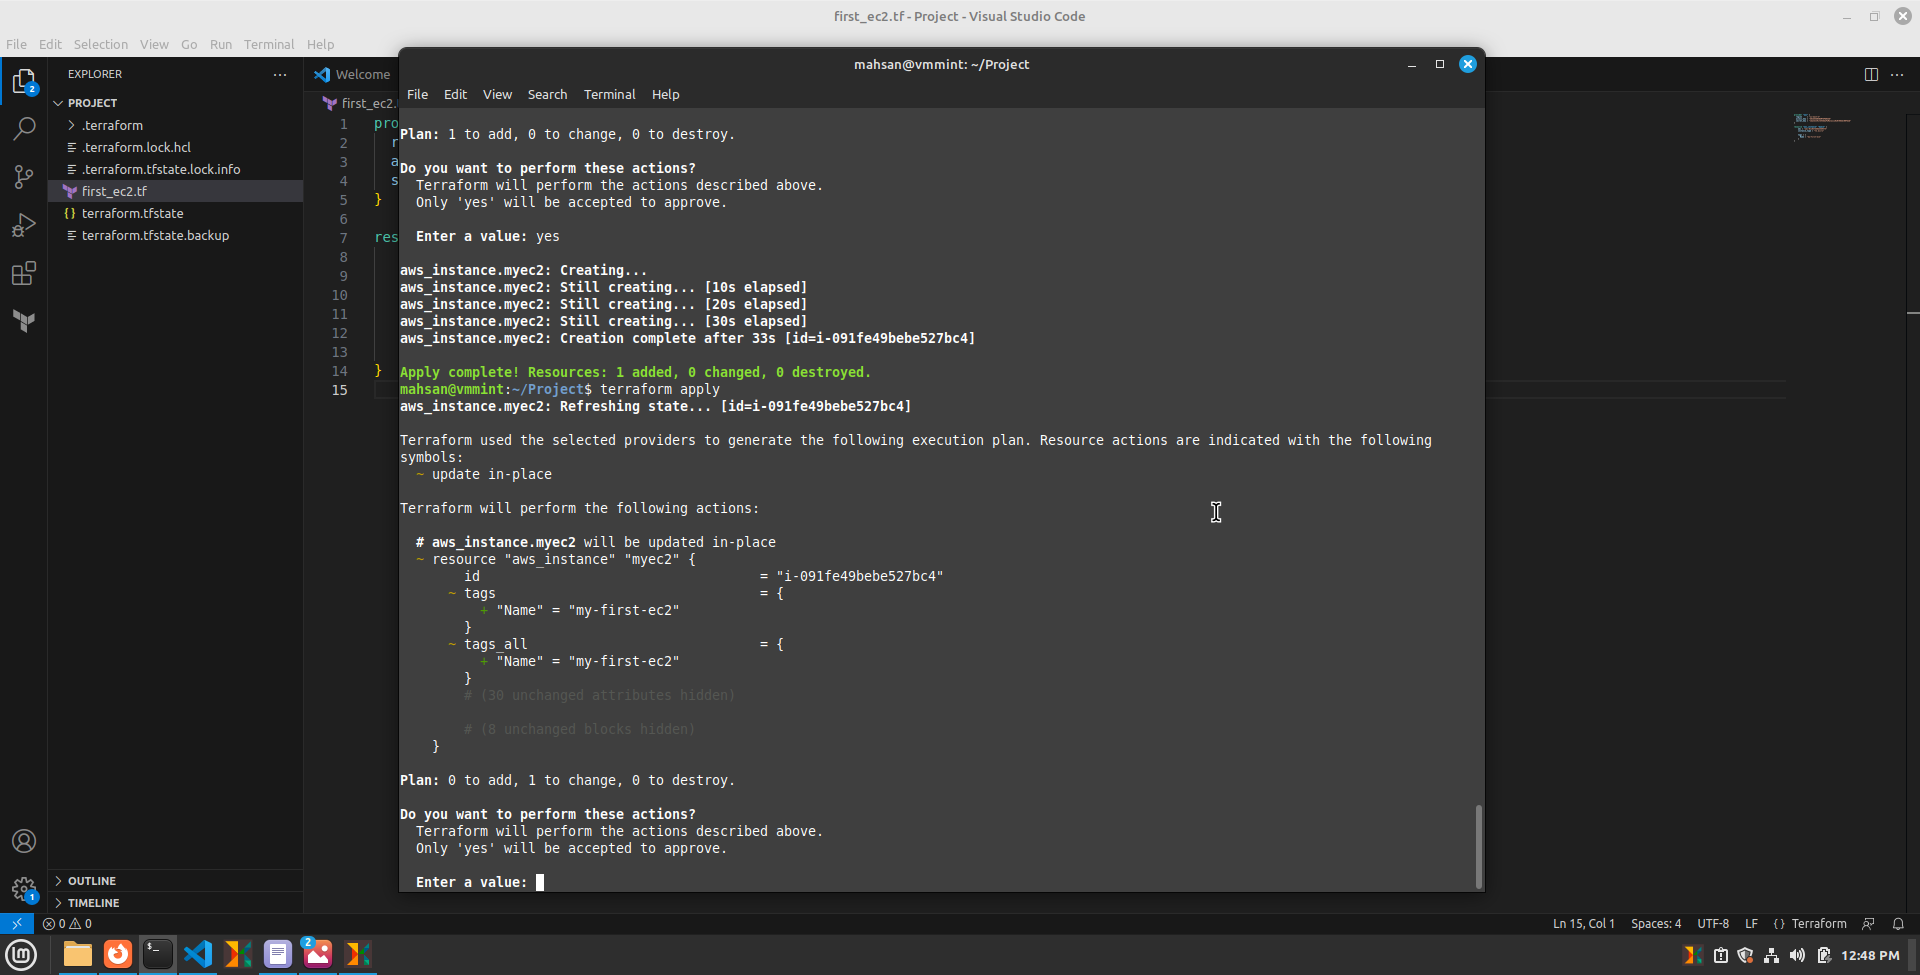 first_ec2.tf - Project - Visual Studio Code
File Edit Selection View Go Run Terminal Help
EXPLORER
PROJECT
.terraform
.terraform.lock.hcl
.terraform.tfstate.lock.info
first_ec2.tf
terraform.tfstate
terraform.tfstate.backup
OUTLINE
TIMELINE
2
1
Welcome
first_ec2.
1 pro
2 r
3 a
4 s
5 }
6
7 res
8
9
10
11
12
13
14 }
15
mahsan@vmmint: ~/Project
File Edit View Search Terminal Help
Plan: 1 to add, 0 to change, 0 to destroy.
Do you want to perform these actions?
Terraform will perform the actions described above.
Only 'yes' will be accepted to approve.
Enter a value: yes
aws_instance.myec2: Creating...
aws_instance.myec2: Still creating... [10s elapsed]
aws_instance.myec2: Still creating... [20s elapsed]
aws_instance.myec2: Still creating... [30s elapsed]
aws_instance.myec2: Creation complete after 33s [id=i-091fe49bebe527bc4]
Apply complete! Resources: 1 added, 0 changed, 0 destroyed.
mahsan@vmmint:~/Project$ terraform apply
aws_instance.myec2: Refreshing state... [id=i-091fe49bebe527bc4]
Terraform used the selected providers to generate the following execution plan. Resource actions are indicated with the following
symbols:
~ update in-place
Terraform will perform the following actions:
# aws_instance.myec2 will be updated in-place
~ resource "aws_instance" "myec2" {
id = "i-091fe49bebe527bc4"
~ tags = {
+ "Name" = "my-first-ec2"
}
~ tags_all = {
+ "Name" = "my-first-ec2"
}
# (30 unchanged attributes hidden)
# (8 unchanged blocks hidden)
}
Plan: 0 to add, 1 to change, 0 to destroy.
Do you want to perform these actions?
Terraform will perform the actions described above.
Only 'yes' will be accepted to approve.
Enter a value:
0 0
Ln 15, Col 1 Spaces: 4 UTF-8 LF {} Terraform
2
12:48 PM